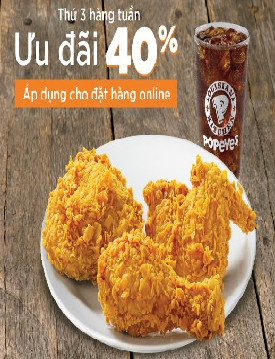 Thứ 3 hàng tuần
Ưu đãi 40%
Áp dụng cho đặt hàng online
POPEYES